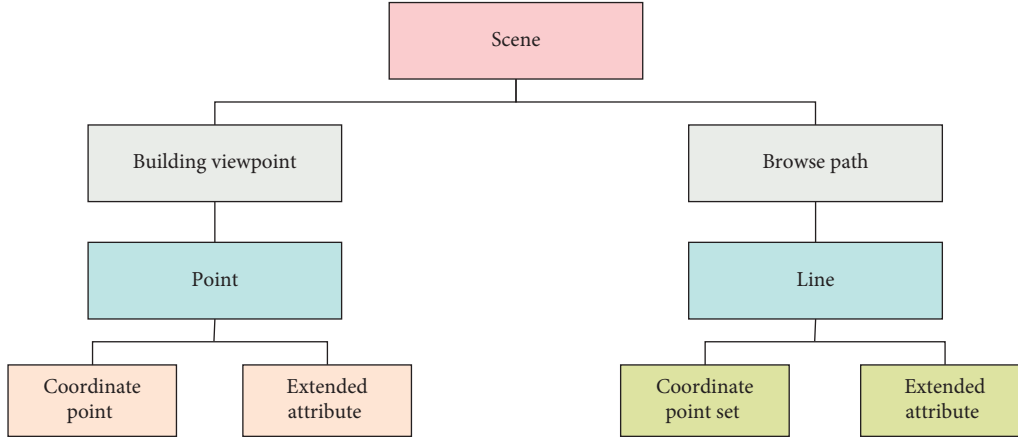 Scene
Building viewpoint
Browse path
Point
Line
Coordinate
point
Extended
attribute
Coordinate
point set
Extended
attribute